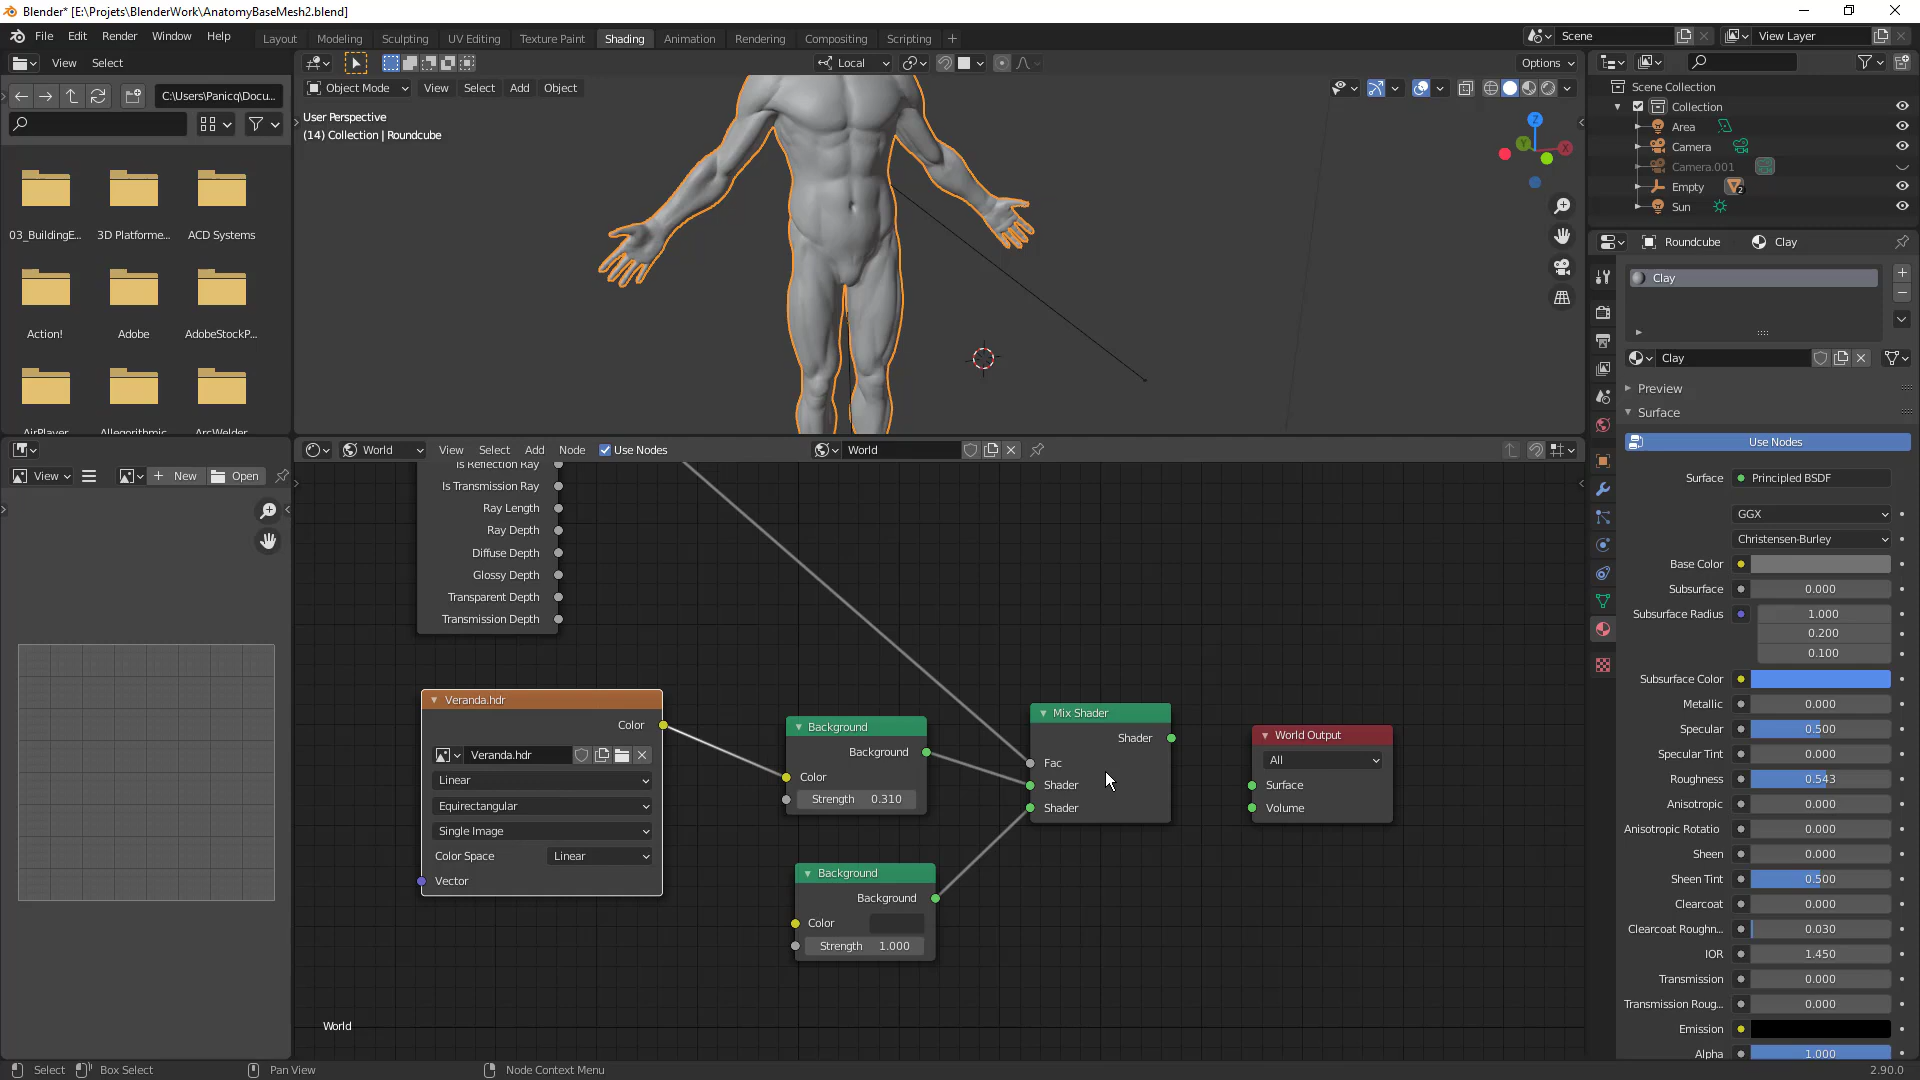 Blender* [E:\Projets\BlenderWork\AnatomyBaseMesh2.blend]
File Edit Render Window Help
Layout Modeling Sculpting UV Editing Texture Paint Shading Animation Rendering Compositing Scripting
Scene
View Layer
View Select
Local
Options
C:\Users\Panicq\Docu...
Object Mode View Select Add Object
User Perspective
(14) Collection | Roundcube
Z
Y
X
03_BuildingE...
3D Platforme...
ACD Systems
Action!
Adobe
AdobeStockP...
AirPlayer
Allegorithmic
ArcWelder
Scene Collection
Collection
Area
Camera
Camera.001
Empty
2
Sun
Roundcube
Clay
Clay
Clay
Preview
Surface
Use Nodes
Surface
Principled BSDF
GGX
Christensen-Burley
Base Color
Subsurface
0.000
Subsurface Radius
1.000
0.200
0.100
Subsurface Color
Metallic
0.000
Specular
0.500
Specular Tint
0.000
Roughness
0.543
Anisotropic
0.000
Anisotropic Rotatio
0.000
Sheen
0.000
Sheen Tint
0.500
Clearcoat
0.000
Clearcoat Roughn...
0.030
IOR
1.450
Transmission
0.000
Transmission Roug...
0.000
Emission
Alpha
1.000
View
New
Open
World
View Select Add Node
Use Nodes
World
Is Reflection Ray
Is Transmission Ray
Ray Length
Ray Depth
Diffuse Depth
Glossy Depth
Transparent Depth
Transmission Depth
Veranda.hdr
Color
Veranda.hdr
Linear
Equirectangular
Single Image
Color Space
Linear
Vector
Background
Background
Color
Strength 0.310
Background
Background
Color
Strength 1.000
Mix Shader
Shader
Fac
Shader
Shader
World Output
All
Surface
Volume
World
Select
Box Select
Pan View
Node Context Menu
2.90.0